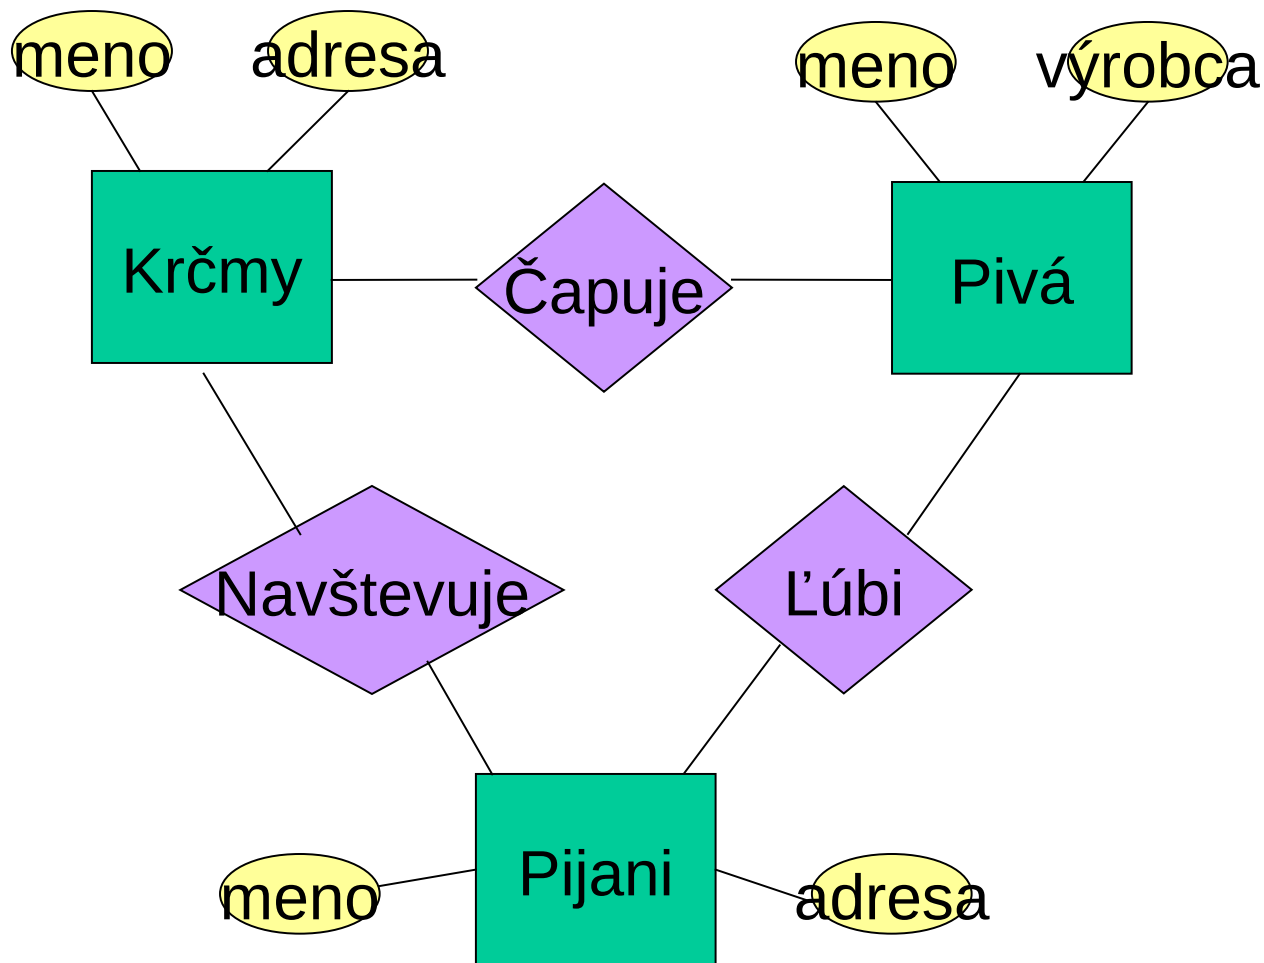 meno
adresa
meno
výrobca
Krčmy
Čapuje
Pivá
Navštevuje
Ľúbi
Pijani
meno
adresa